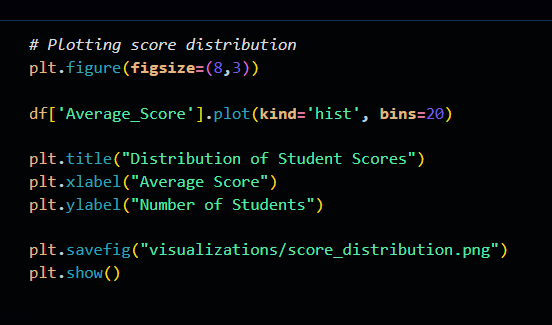 # Plotting score distribution
plt.figure(figsize=(8,3))
df['Average_Score'].plot(kind='hist', bins=20)
plt.title("Distribution of Student Scores")
plt.xlabel("Average Score")
plt.ylabel("Number of Students")
plt.savefig("visualizations/score_distribution.png")
plt.show()